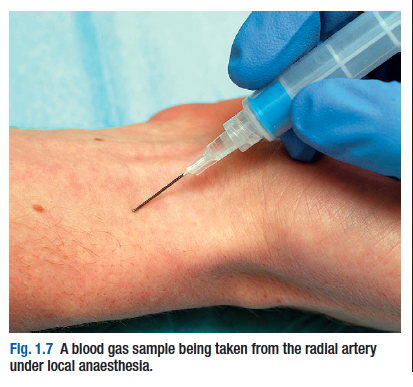 Fig. 1.7 A blood gas sample being taken from the radial artery
under local anaesthesia.